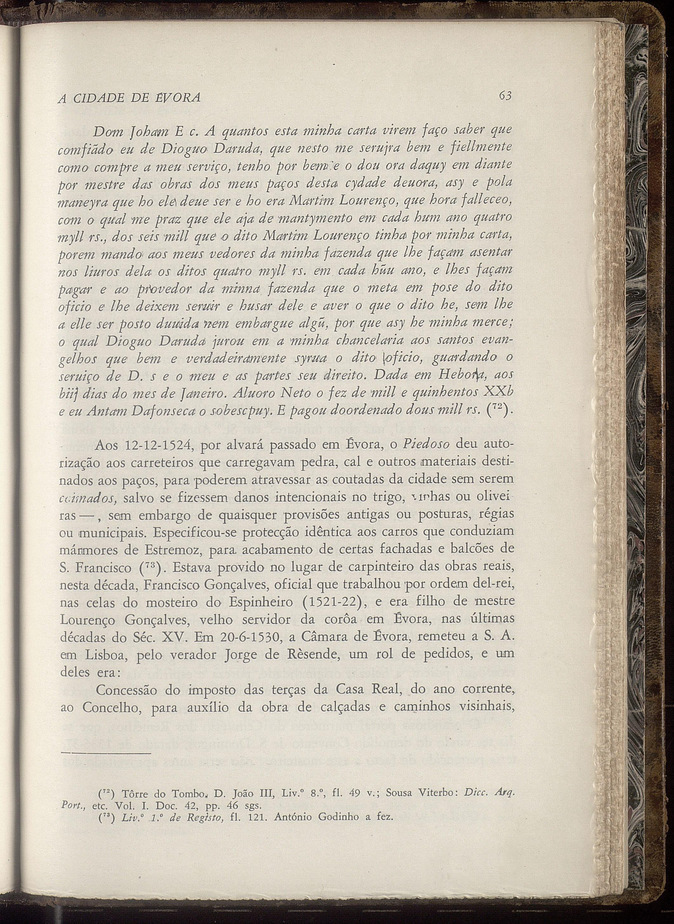 A CIDADE DE ÉVORA 63
Dom Joham E c. A quantos esta minha carta virem faço saber que
comfiãdo eu de Dioguo Daruda, que nesto me serujra bem e fiellmente
como compre a meu serviço, tenho por bem e o dou ora daquy em diante
por mestre das obras dos meus paços desta cydade deuora, asy e pola
maneyra que ho ele deue ser e ho era Martim Lourenço, que hora falleceo,
com o qual me praz que ele aja de mantymento em cada hum ano quatro
myll rs., dos seis mill que o dito Martim Lourenço tinha por minha carta,
porem mando aos meus vedores da minha fazenda que lhe façam asentar
nos liuros dela os ditos quatro myll rs. em cada hũu ano, e lhes façam
pagar e ao provedor da minna fazenda que o meta em pose do dito
oficio e lhe deixem seruir e husar dele e aver o que o dito he, sem lhe
a elle ser posto duuida nem embargue algũ, por que asy he minha merce;
o qual Dioguo Daruda jurou em a minha chancelaria aos santos evan-
gelhos que bem e verdadeiramente syrua o dito oficio, guardando o
seruiço de D. s e o meu e as partes seu direito. Dada em Hebora, aos
biij dias do mes de Janeiro. Aluoro Neto o fez de mill e quinhentos XXb
e eu Antam Dafonseca o sobescpuy. E pagou doordenado dous mill rs. (⁷²).
Aos 12-12-1524, por alvará passado em Évora, o Piedoso deu auto-
rização aos carreteiros que carregavam pedra, cal e outros materiais desti-
nados aos paços, para poderem atravessar as coutadas da cidade sem serem
coimados, salvo se fizessem danos intencionais no trigo, vinhas ou olivei
ras —, sem embargo de quaisquer provisões antigas ou posturas, régias
ou municipais. Especificou-se protecção idêntica aos carros que conduziam
mármores de Estremoz, para acabamento de certas fachadas e balcões de
S. Francisco (⁷³). Estava provido no lugar de carpinteiro das obras reais,
nesta década, Francisco Gonçalves, oficial que trabalhou por ordem del-rei,
nas celas do mosteiro do Espinheiro (1521-22), e era filho de mestre
Lourenço Gonçalves, velho servidor da corôa em Évora, nas últimas
décadas do Séc. XV. Em 20-6-1530, a Câmara de Évora, remeteu a S. A.
em Lisboa, pelo verador Jorge de Rèsende, um rol de pedidos, e um
deles era:
Concessão do imposto das terças da Casa Real, do ano corrente,
ao Concelho, para auxílio da obra de calçadas e caminhos visinhais,
(⁷²) Tôrre do Tombo. D. João III, Liv.º 8.º, fl. 49 v.; Sousa Viterbo: Dicc. Arq.
Port., etc. Vol. I. Doc. 42, pp. 46 sgs.
(⁷³) Liv.º 1.º de Registo, fl. 121. António Godinho a fez.